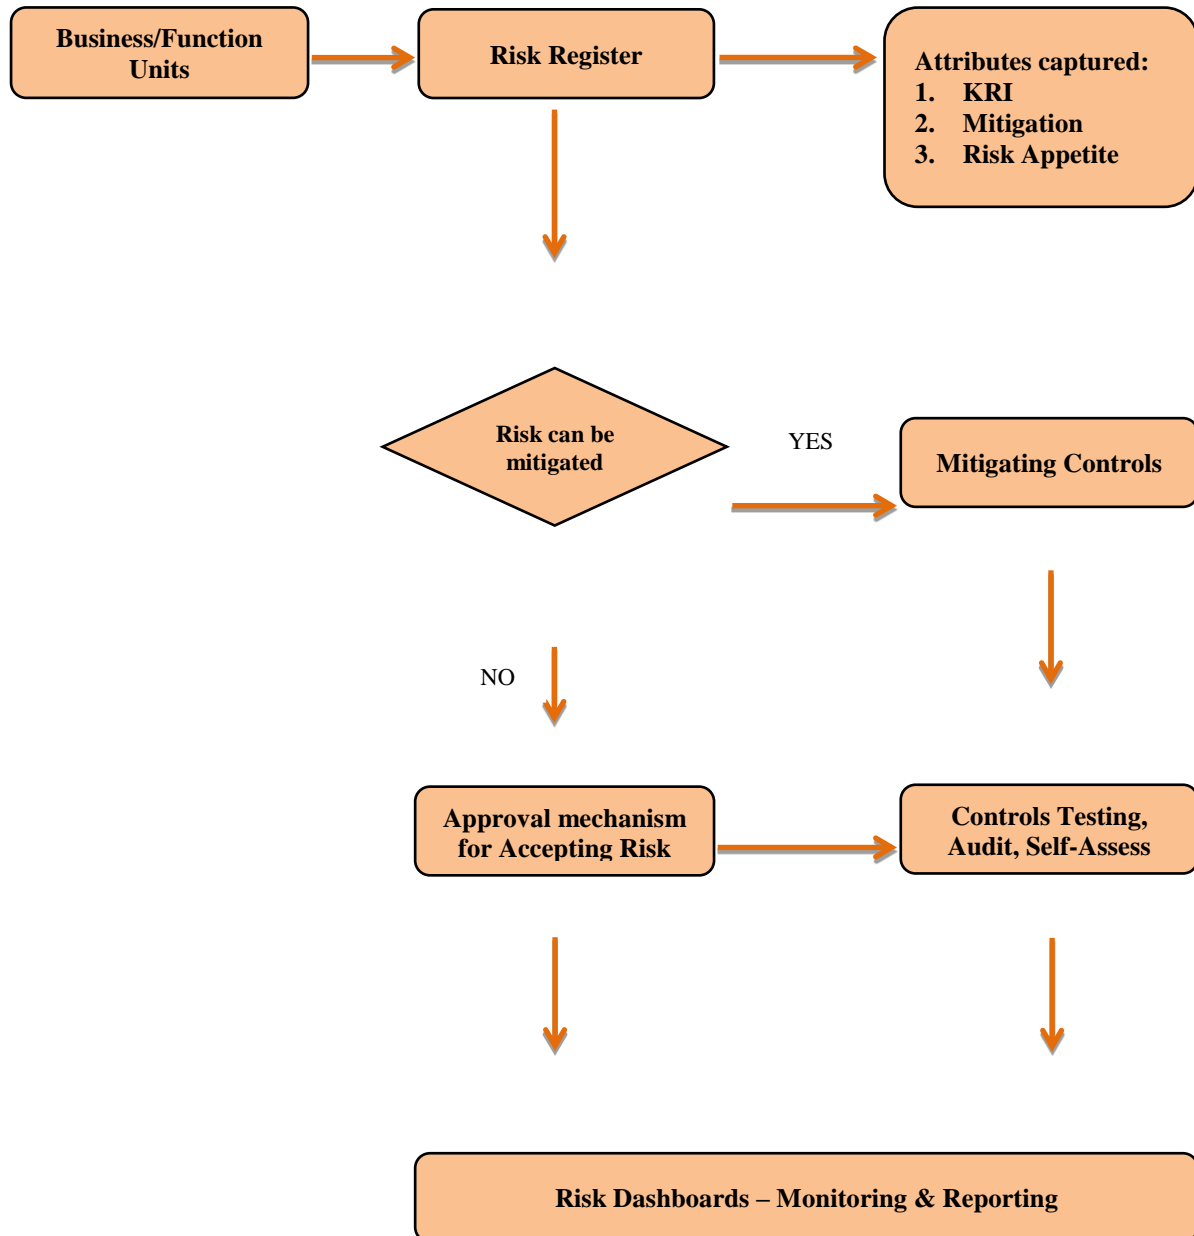 Business/Function
Units
Risk Register
Attributes captured:
1. KRI
2. Mitigation
3. Risk Appetite
Risk can be
mitigated
YES
Mitigating Controls
NO
Approval mechanism
for Accepting Risk
Controls Testing,
Audit, Self-Assess
Risk Dashboards – Monitoring & Reporting